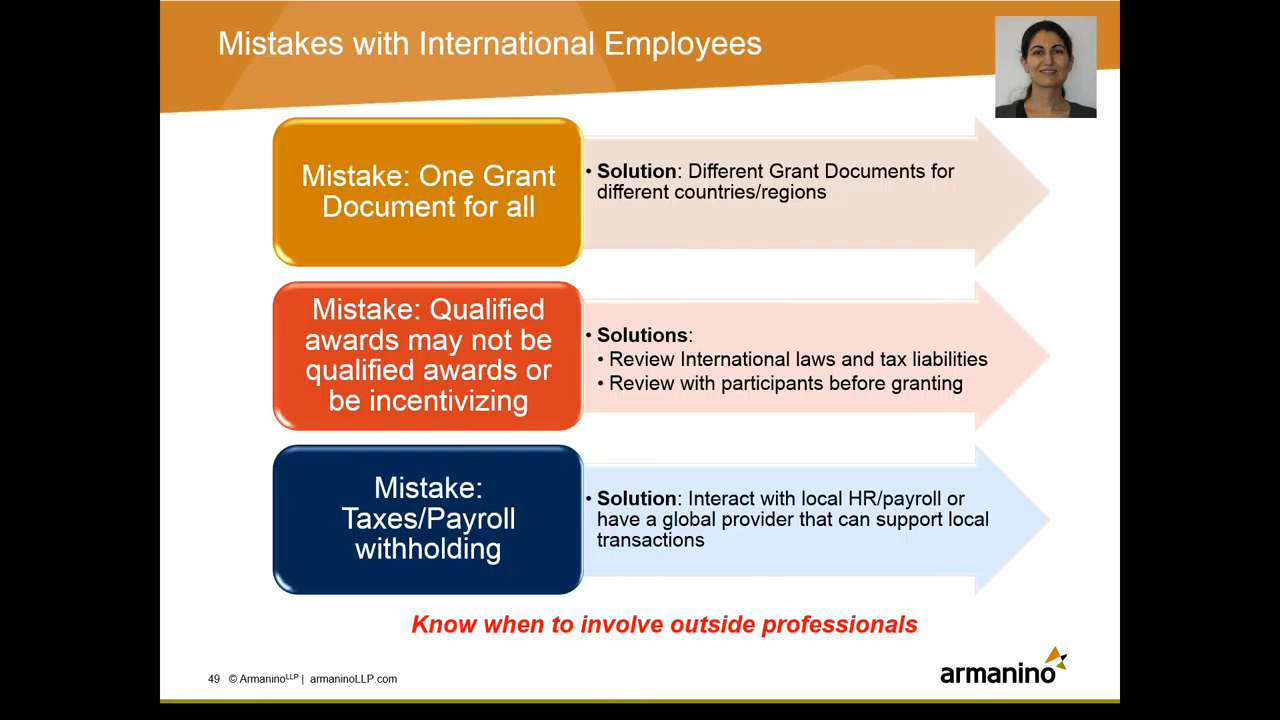 Mistakes with International Employees
Mistake: One Grant
Document for all
• Solution: Different Grant Documents for
different countries/regions
Mistake: Qualified
awards may not be
qualified awards or
be incentivizing
• Solutions:
• Review International laws and tax liabilities
• Review with participants before granting
Mistake:
Taxes/Payroll
withholding
• Solution: Interact with local HR/payroll or
have a global provider that can support local
transactions
Know when to involve outside professionals
49 © ArmaninoLLP | armaninoLLP.com
armanino